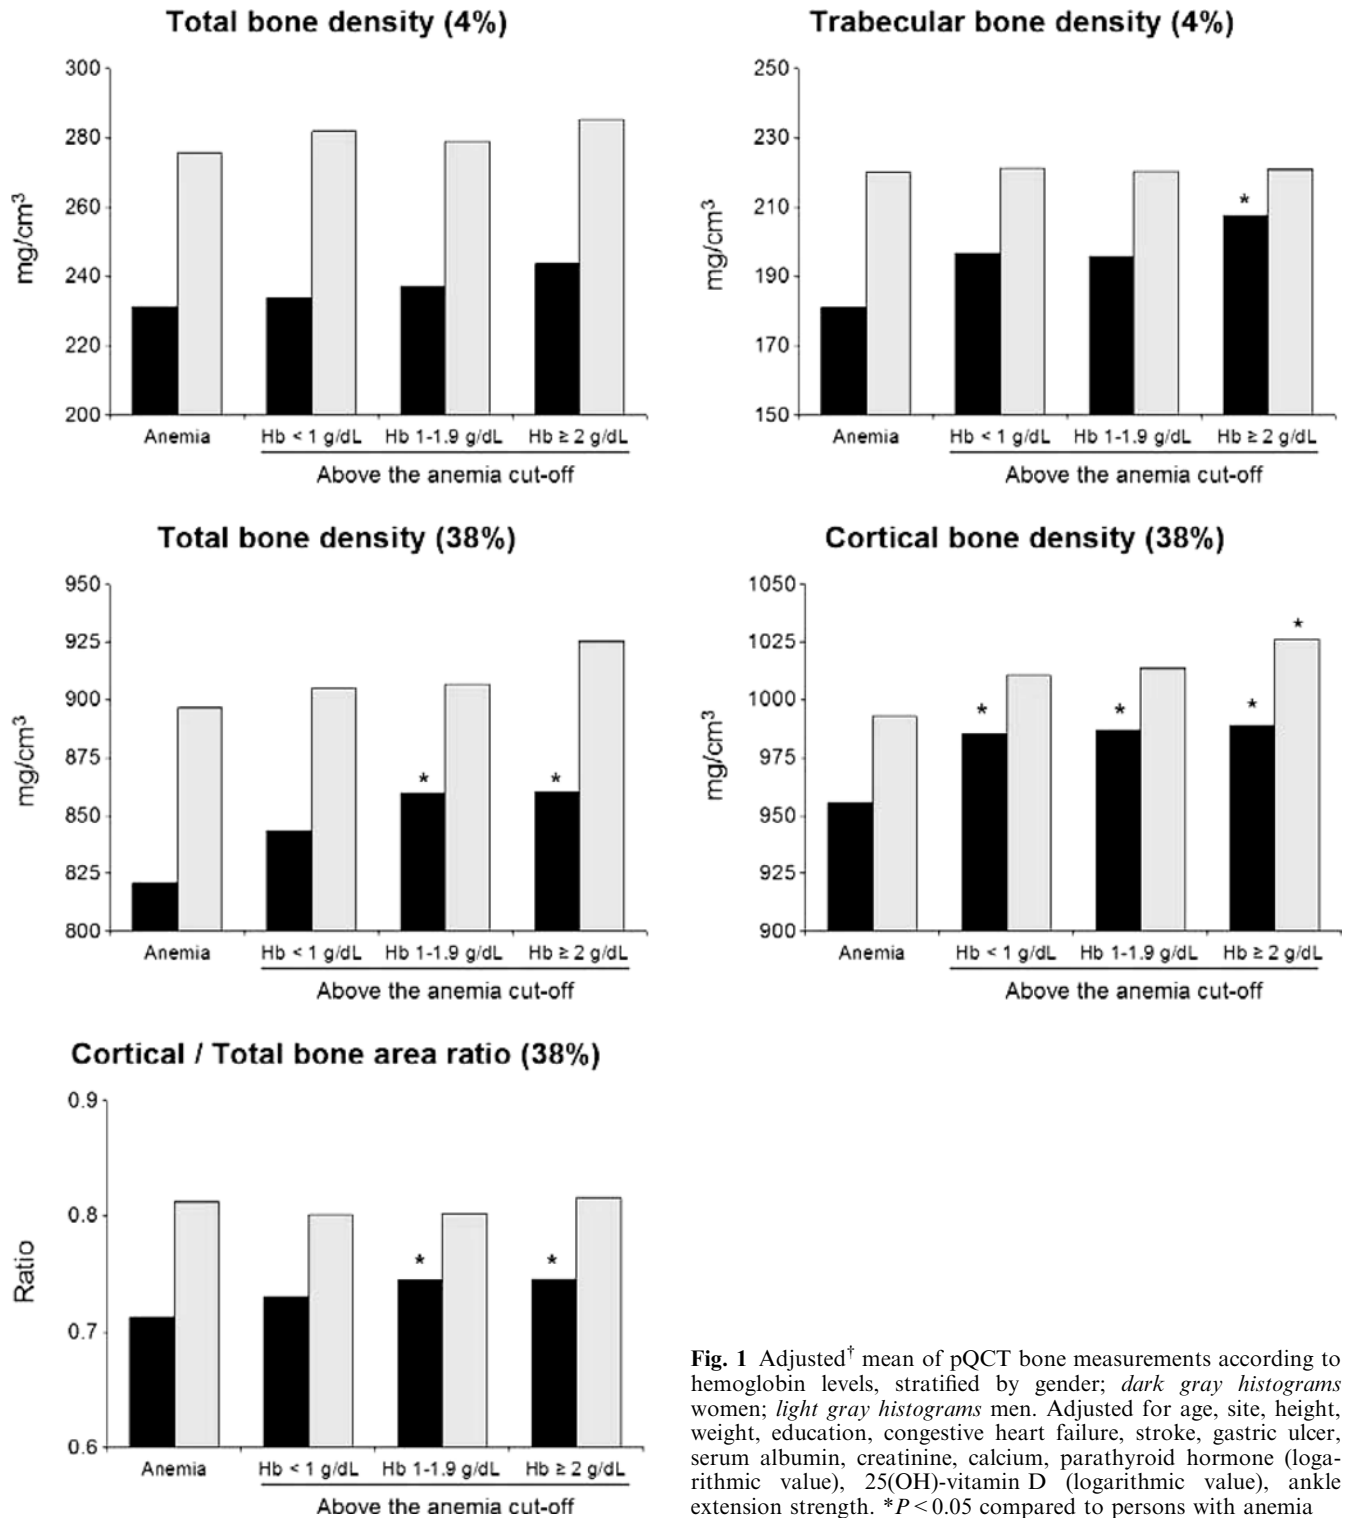 Total bone density (4%)
300
280
260
240
220
200
mg/cm³
Anemia
Hb < 1 g/dL
Hb 1-1.9 g/dL
Hb ≥ 2 g/dL
Above the anemia cut-off
Trabecular bone density (4%)
250
230
210
190
170
150
mg/cm³
*
Anemia
Hb < 1 g/dL
Hb 1-1.9 g/dL
Hb ≥ 2 g/dL
Above the anemia cut-off
Total bone density (38%)
950
925
900
875
850
825
800
mg/cm³
*
*
Anemia
Hb < 1 g/dL
Hb 1-1.9 g/dL
Hb ≥ 2 g/dL
Above the anemia cut-off
Cortical bone density (38%)
1050
1025
1000
975
950
925
900
mg/cm³
*
*
*
*
Anemia
Hb < 1 g/dL
Hb 1-1.9 g/dL
Hb ≥ 2 g/dL
Above the anemia cut-off
Cortical / Total bone area ratio (38%)
0.9
0.8
0.7
0.6
Ratio
*
*
Anemia
Hb < 1 g/dL
Hb 1-1.9 g/dL
Hb ≥ 2 g/dL
Above the anemia cut-off
Fig. 1 Adjusted† mean of pQCT bone measurements according to
hemoglobin levels, stratified by gender; dark gray histograms
women; light gray histograms men. Adjusted for age, site, height,
weight, education, congestive heart failure, stroke, gastric ulcer,
serum albumin, creatinine, calcium, parathyroid hormone (loga-
rithmic value), 25(OH)-vitamin D (logarithmic value), ankle
extension strength. *P < 0.05 compared to persons with anemia